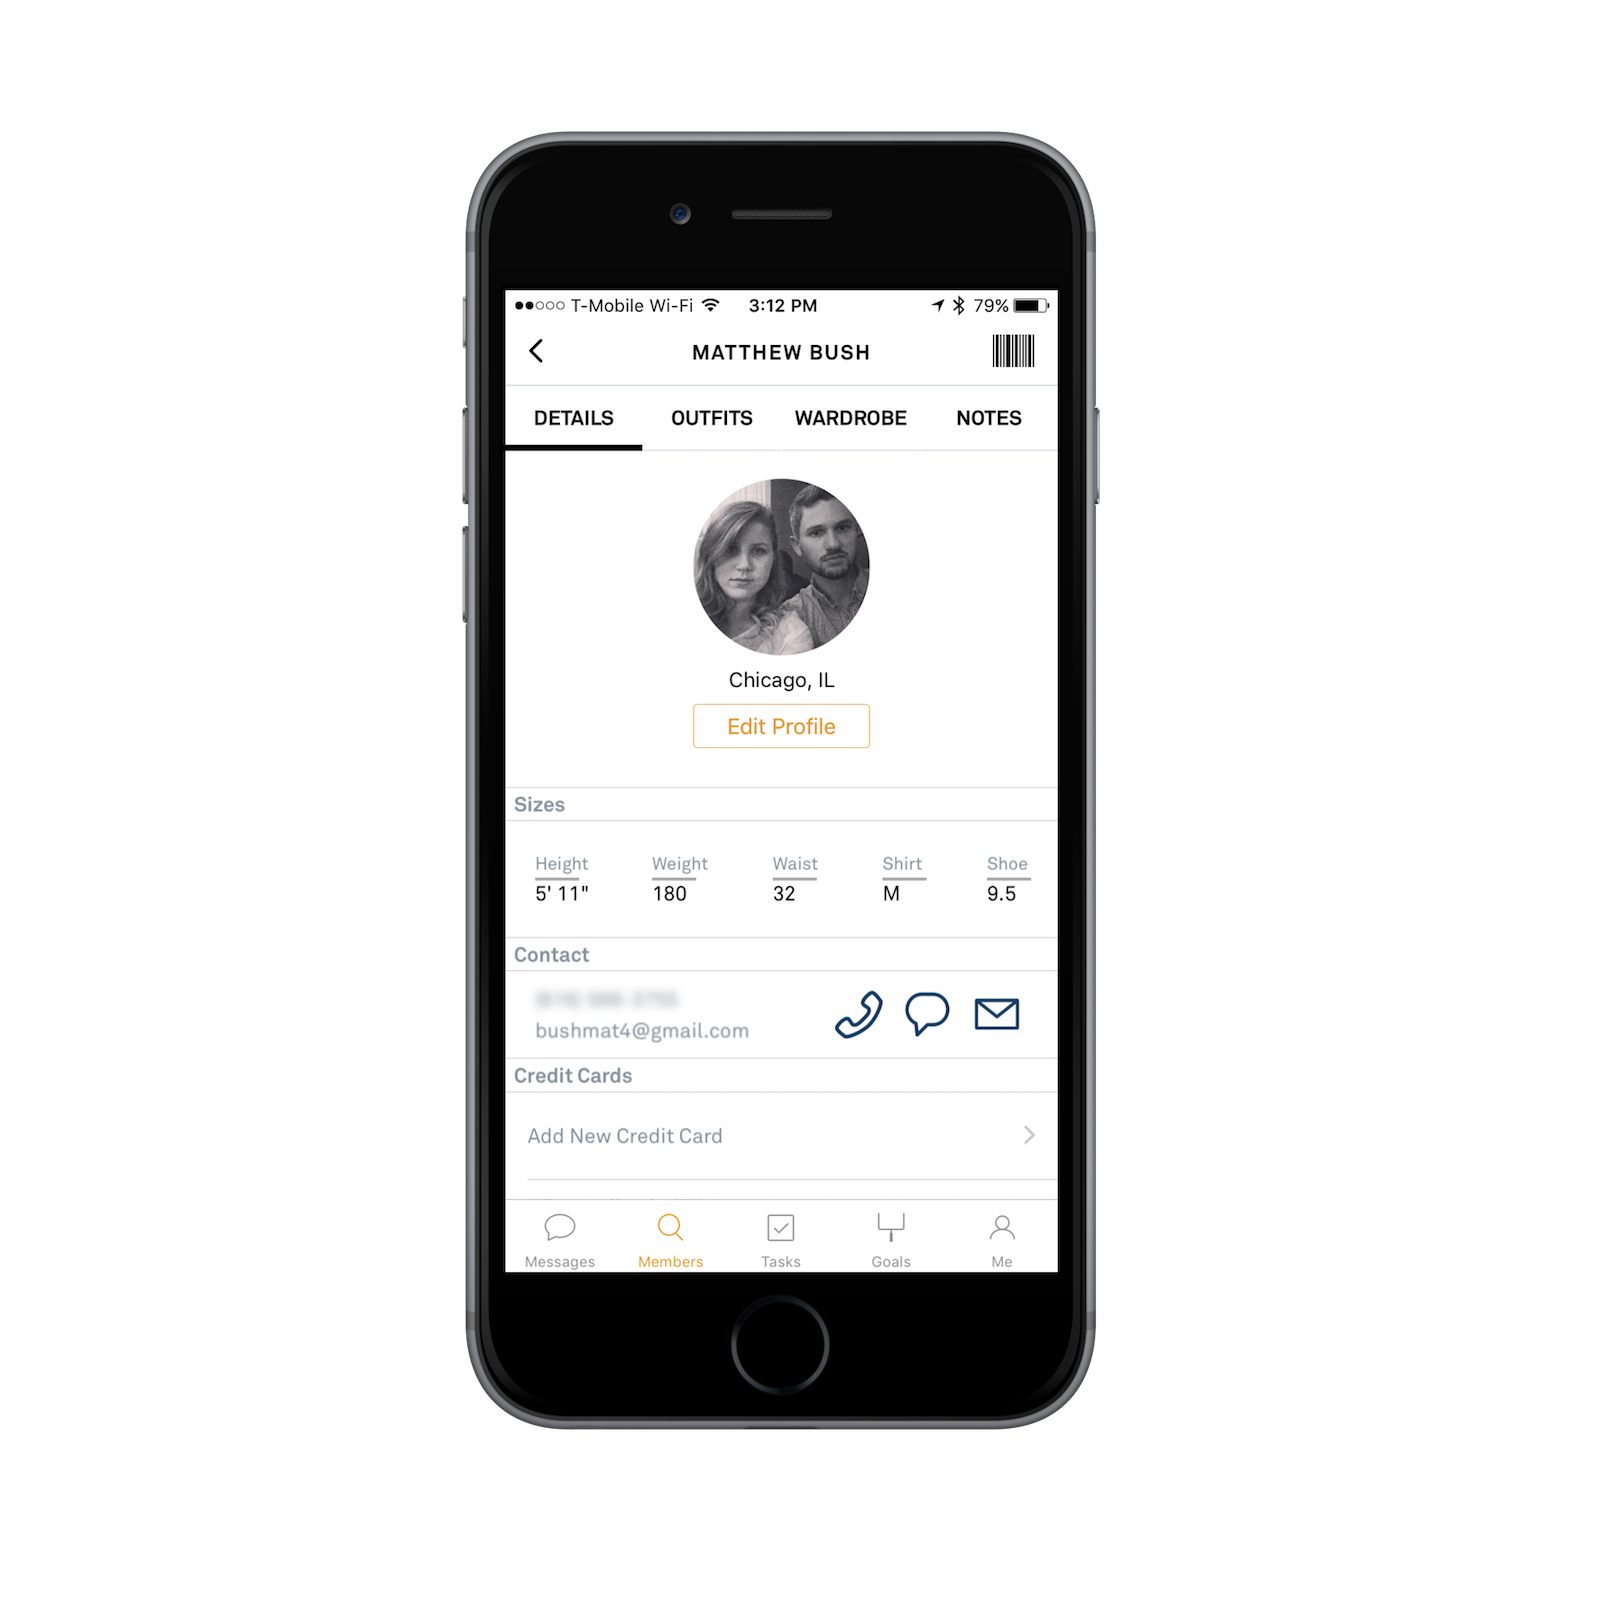 T-Mobile Wi-Fi 3:12 PM 79%
MATTHEW BUSH
DETAILS OUTFITS WARDROBE NOTES
Chicago, IL
Edit Profile
Sizes
Height Weight Waist Shirt Shoe
5' 11" 180 32 M 9.5
Contact
bushmat4@gmail.com
Credit Cards
Add New Credit Card
Messages Members Tasks Goals Me